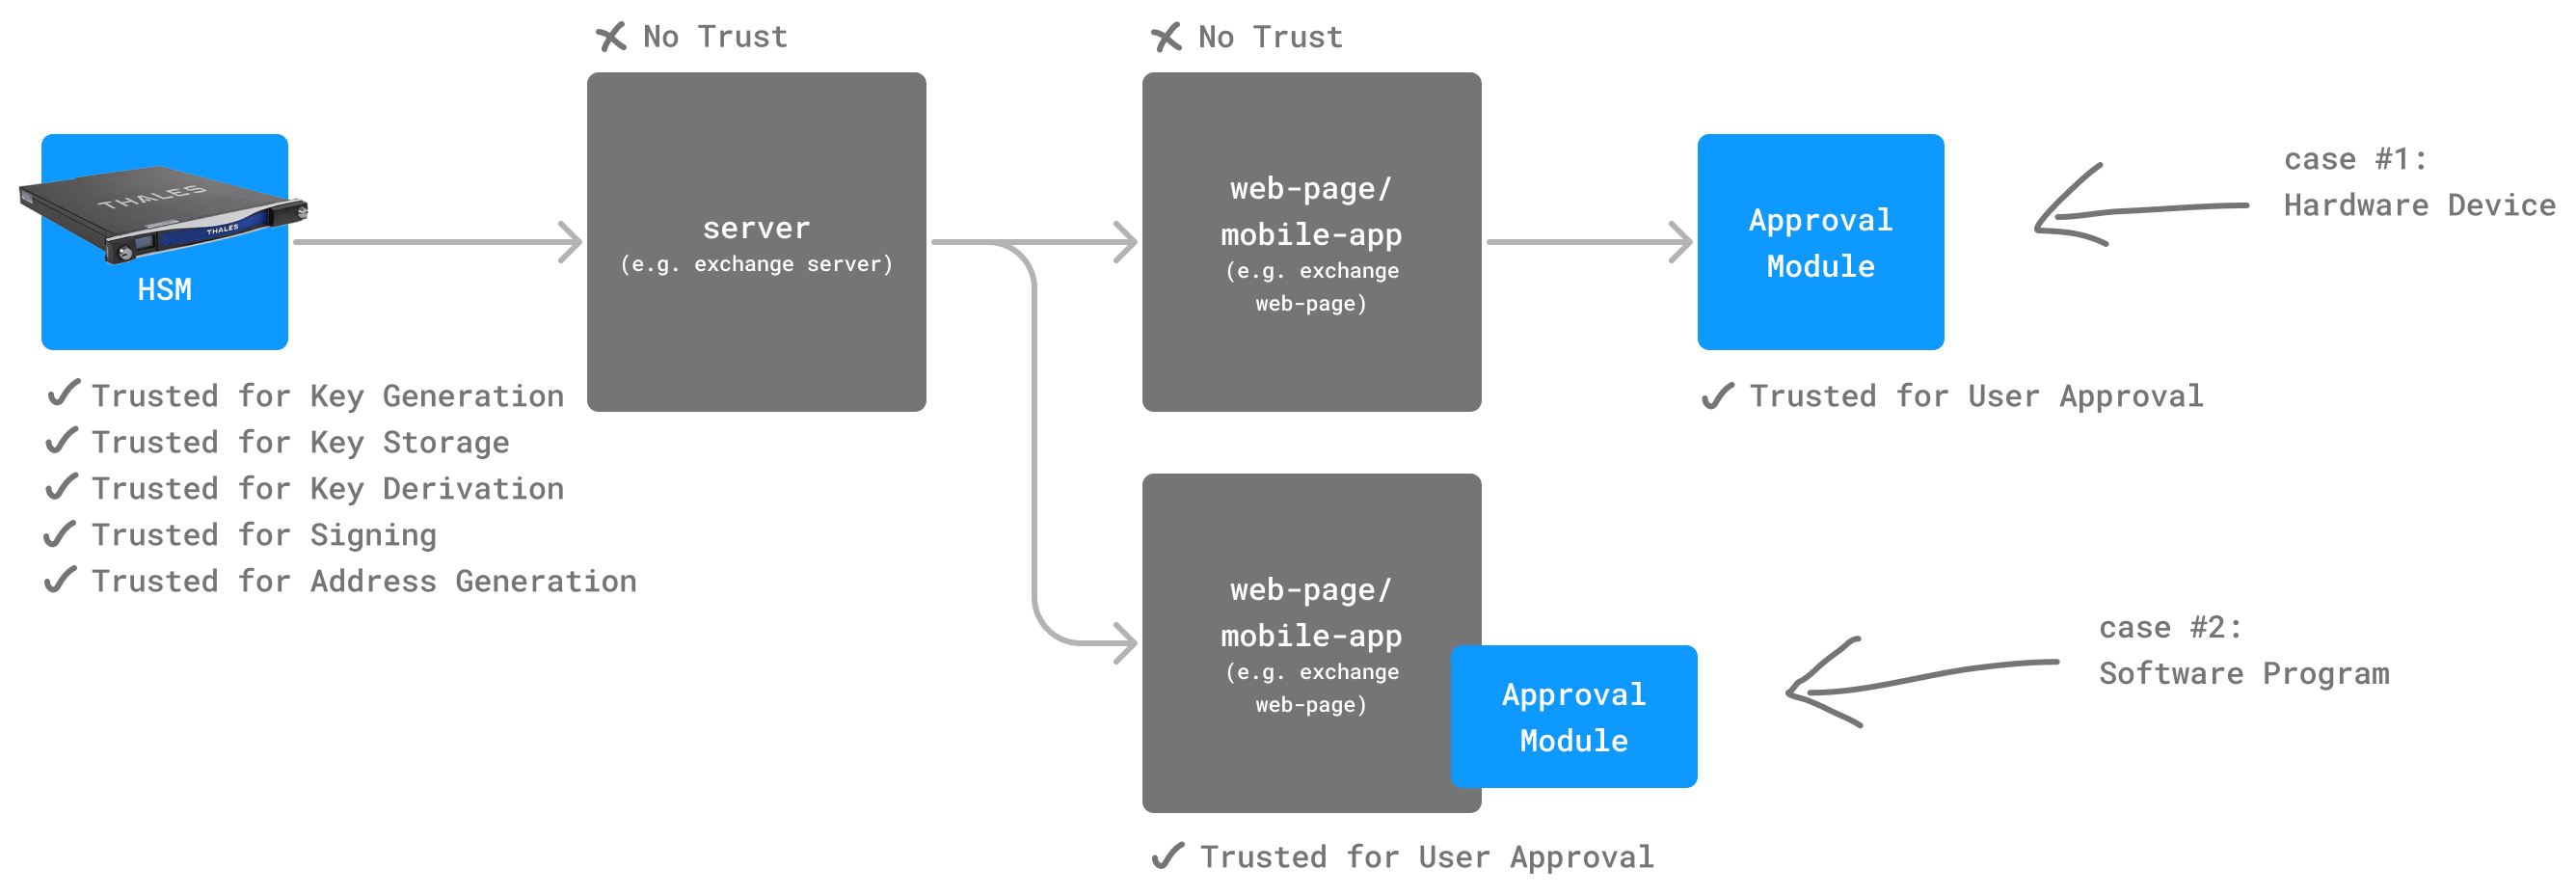 No Trust
No Trust
THALES
THALES
HSM
server
(e.g. exchange server)
web-page/
mobile-app
(e.g. exchange
web-page)
Approval
Module
case #1:
Hardware Device
Trusted for Key Generation
Trusted for Key Storage
Trusted for Key Derivation
Trusted for Signing
Trusted for Address Generation
Trusted for User Approval
web-page/
mobile-app
(e.g. exchange
web-page)
Approval
Module
case #2:
Software Program
Trusted for User Approval